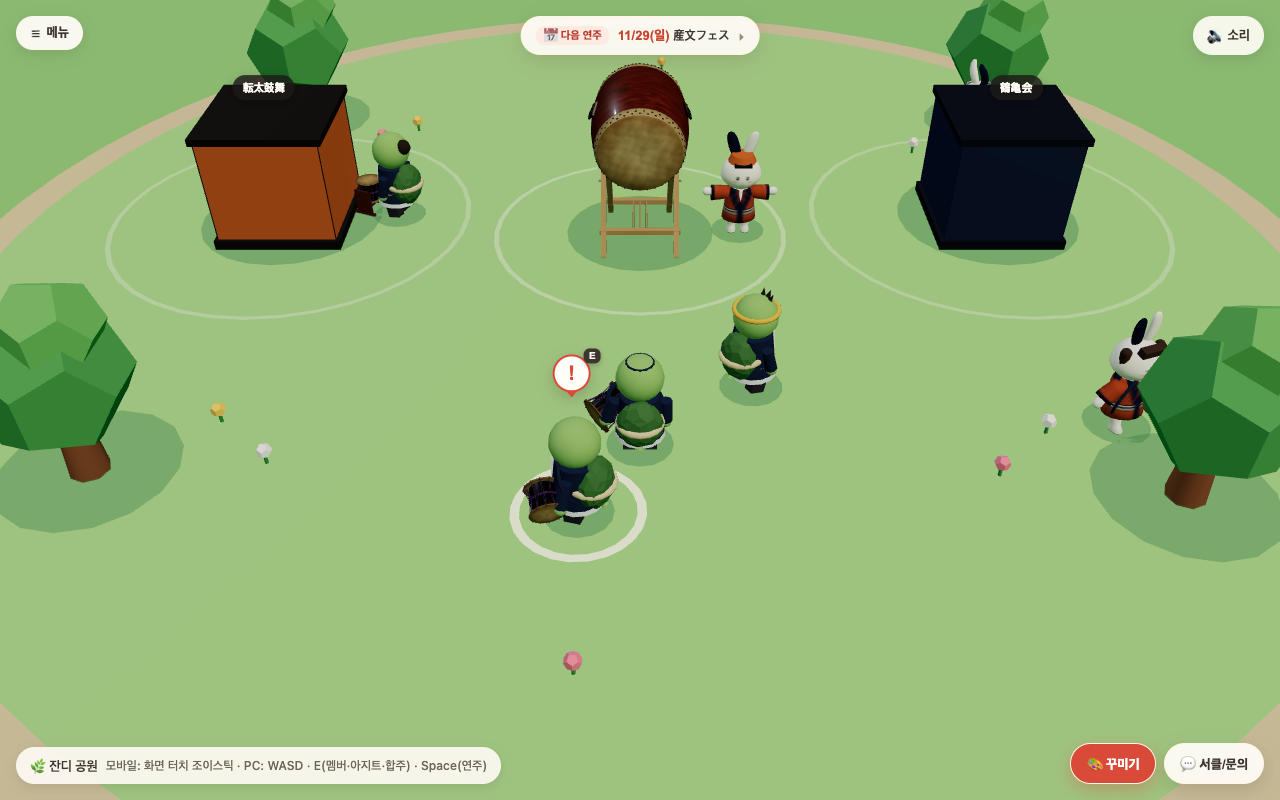 ≡ 메뉴
📅 다음 연주 11/29(일) 産文フェス ›
🔈 소리
転太鼓舞
鶴亀会
!
E
🌿 잔디 공원 모바일: 화면 터치 조이스틱 · PC: WASD · E(멤버·아지트·합주) · Space(연주)
🎨 꾸미기
💬 서클/문의